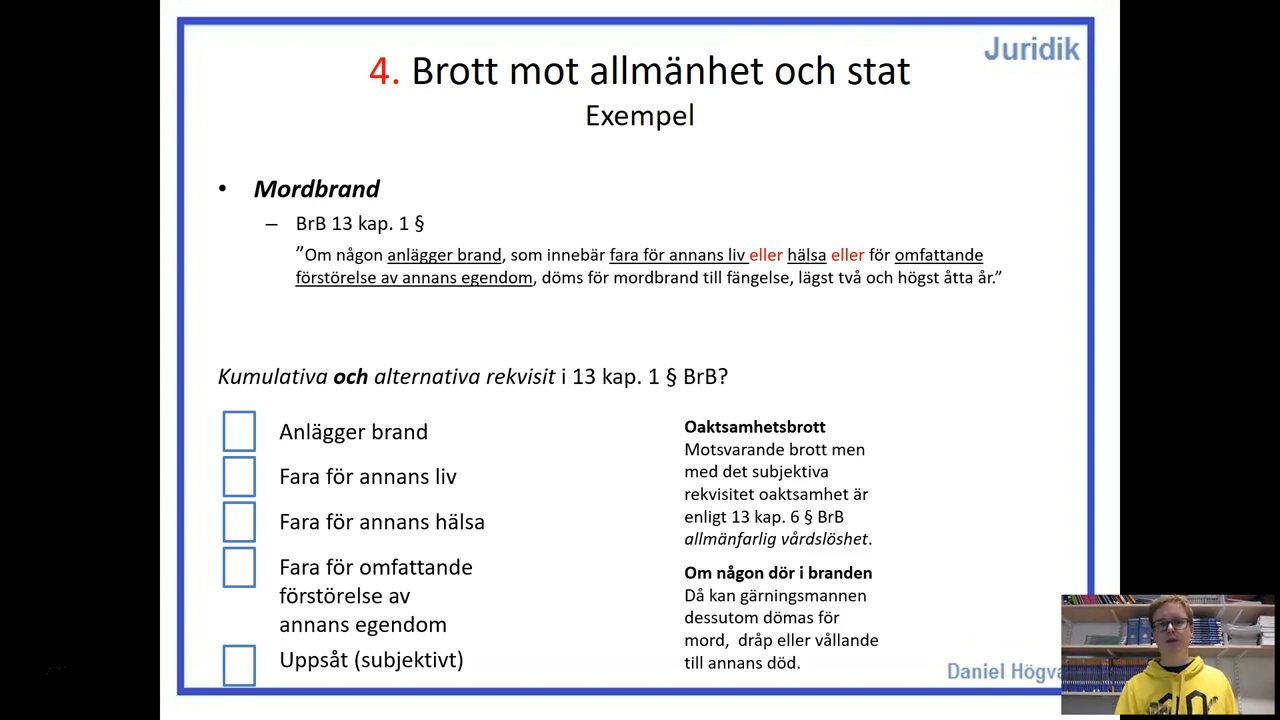 Juridik
4. Brott mot allmänhet och stat
Exempel
• Mordbrand
– BrB 13 kap. 1 §
”Om någon anlägger brand, som innebär fara för annans liv eller hälsa eller för omfattande
förstörelse av annans egendom, döms för mordbrand till fängelse, lägst två och högst åtta år.”
Kumulativa och alternativa rekvisit i 13 kap. 1 § BrB?
Anlägger brand
Fara för annans liv
Fara för annans hälsa
Fara för omfattande
förstörelse av
annans egendom
Uppsåt (subjektivt)
Oaktsamhetsbrott
Motsvarande brott men
med det subjektiva
rekvisitet oaktsamhet är
enligt 13 kap. 6 § BrB
allmänfarlig vårdslöshet.
Om någon dör i branden
Då kan gärningsmannen
dessutom dömas för
mord, dråp eller vållande
till annans död.
Daniel